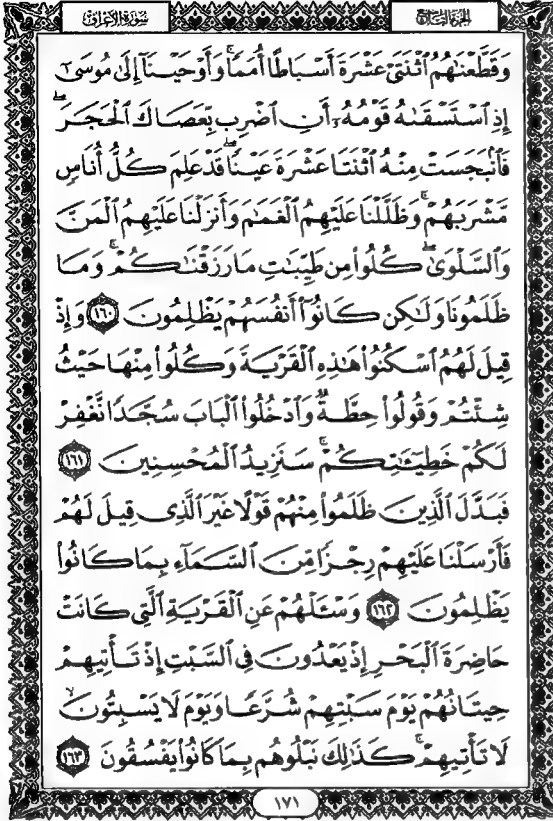 الجزء التاسع
سورة الأعراف
وَقَطَّعْنَٰهُمُ ٱثْنَتَىْ عَشْرَةَ أَسْبَاطًا أُمَمًا ۚ وَأَوْحَيْنَآ إِلَىٰ مُوسَىٰٓ
إِذِ ٱسْتَسْقَىٰهُ قَوْمُهُۥٓ أَنِ ٱضْرِب بِّعَصَاكَ ٱلْحَجَرَ ۖ
فَٱنۢبَجَسَتْ مِنْهُ ٱثْنَتَا عَشْرَةَ عَيْنًا ۖ قَدْ عَلِمَ كُلُّ أُنَاسٍ
مَّشْرَبَهُمْ ۚ وَظَلَّلْنَا عَلَيْهِمُ ٱلْغَمَٰمَ وَأَنزَلْنَا عَلَيْهِمُ ٱلْمَنَّ
وَٱلسَّلْوَىٰ ۖ كُلُوا۟ مِن طَيِّبَٰتِ مَا رَزَقْنَٰكُمْ ۚ وَمَا
ظَلَمُونَا وَلَٰكِن كَانُوٓا۟ أَنفُسَهُمْ يَظْلِمُونَ ١٦٠ وَإِذْ
قِيلَ لَهُمُ ٱسْكُنُوا۟ هَٰذِهِ ٱلْقَرْيَةَ وَكُلُوا۟ مِنْهَا حَيْثُ
شِئْتُمْ وَقُولُوا۟ حِطَّةٌ وَٱدْخُلُوا۟ ٱلْبَابَ سُجَّدًا نَّغْفِرْ
لَكُمْ خَطِيٓـَٰٔتِكُمْ ۚ سَنَزِيدُ ٱلْمُحْسِنِينَ ١٦١
فَبَدَّلَ ٱلَّذِينَ ظَلَمُوا۟ مِنْهُمْ قَوْلًا غَيْرَ ٱلَّذِى قِيلَ لَهُمْ
فَأَرْسَلْنَا عَلَيْهِمْ رِجْزًا مِّنَ ٱلسَّمَآءِ بِمَا كَانُوا۟
يَظْلِمُونَ ١٦٢ وَسْـَٔلْهُمْ عَنِ ٱلْقَرْيَةِ ٱلَّتِى كَانَتْ
حَاضِرَةَ ٱلْبَحْرِ إِذْ يَعْدُونَ فِى ٱلسَّبْتِ إِذْ تَأْتِيهِمْ
حِيتَانُهُمْ يَوْمَ سَبْتِهِمْ شُرَّعًا وَيَوْمَ لَا يَسْبِتُونَ ۙ
لَا تَأْتِيهِمْ ۚ كَذَٰلِكَ نَبْلُوهُم بِمَا كَانُوا۟ يَفْسُقُونَ ١٦٣
١٧١